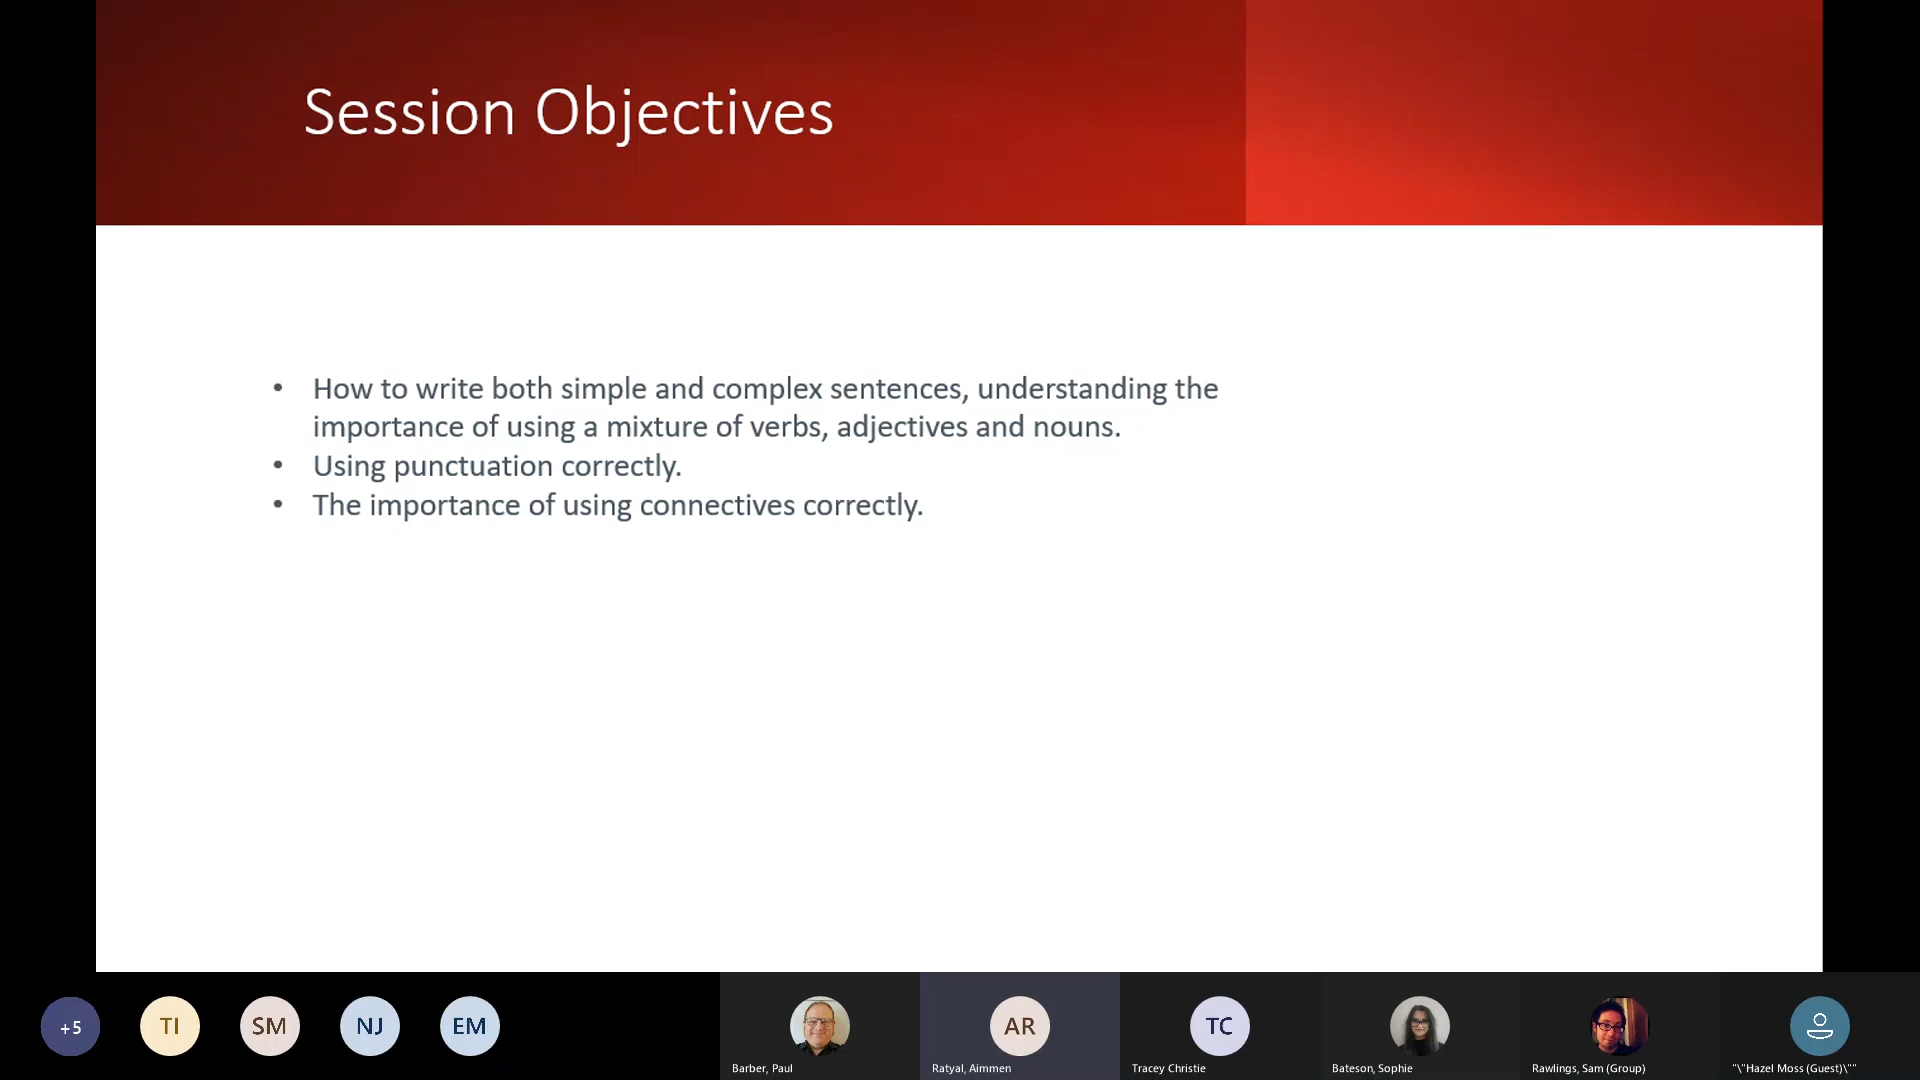 Session Objectives
• How to write both simple and complex sentences, understanding the
importance of using a mixture of verbs, adjectives and nouns.
• Using punctuation correctly.
• The importance of using connectives correctly.
+5
TI
SM
NJ
EM
AR
TC
Barber, Paul
Ratyal, Aimmen
Tracey Christie
Bateson, Sophie
Rawlings, Sam (Group)
"\"Hazel Moss (Guest)\""